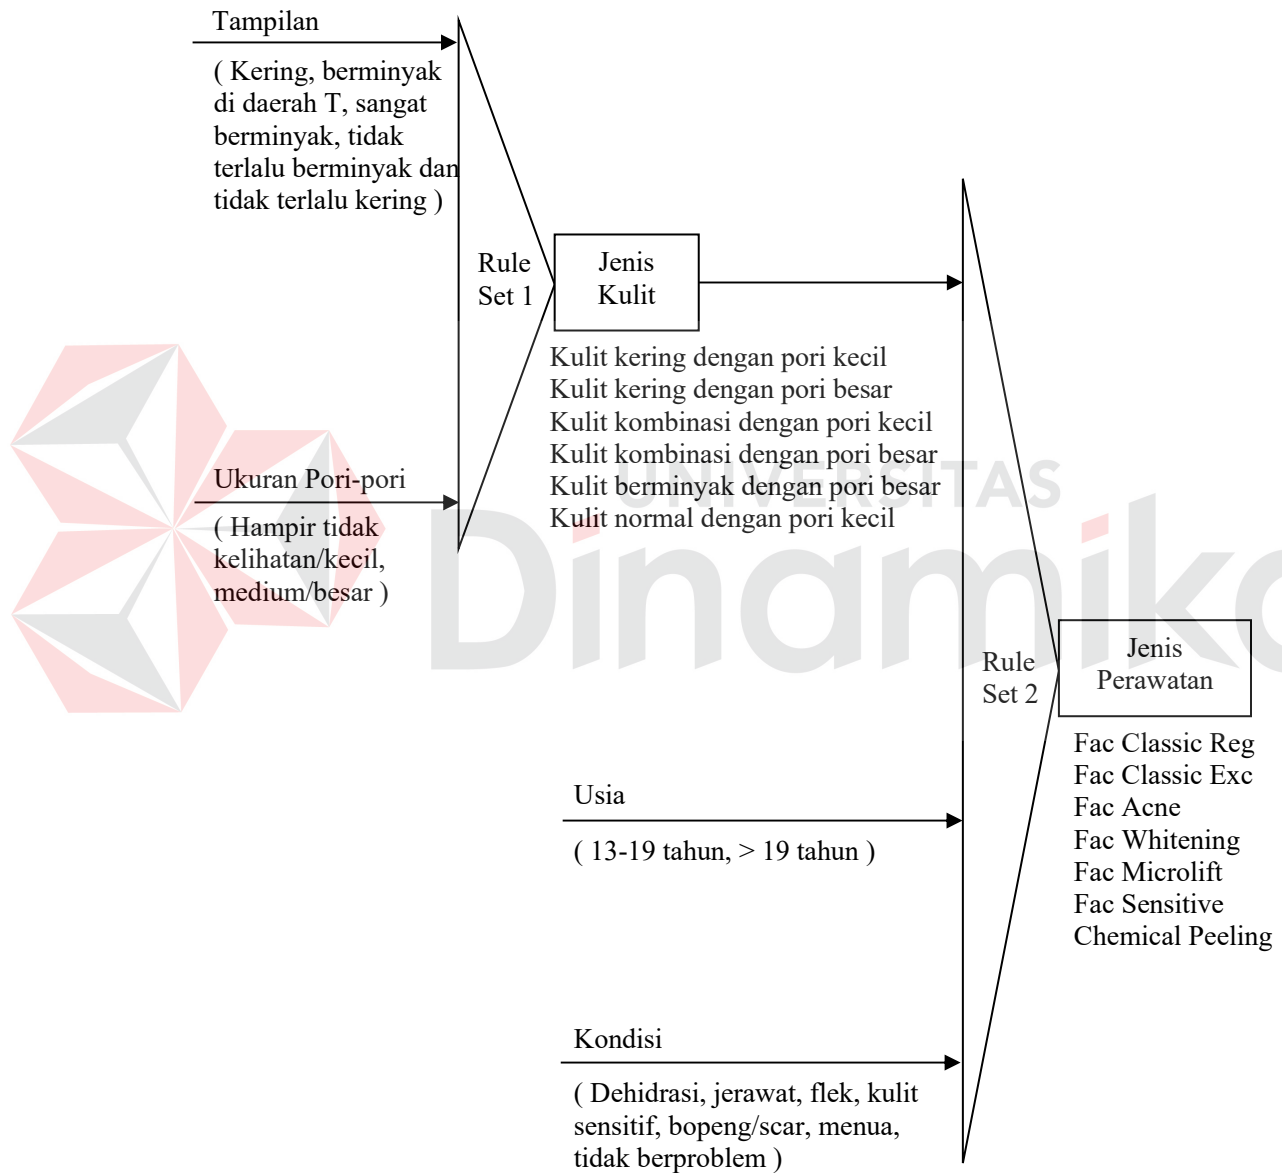 Tampilan
( Kering, berminyak
di daerah T, sangat
berminyak, tidak
terlalu berminyak dan
tidak terlalu kering )
Rule
Set 1
Jenis
Kulit
Kulit kering dengan pori kecil
Kulit kering dengan pori besar
Kulit kombinasi dengan pori kecil
Kulit kombinasi dengan pori besar
Kulit berminyak dengan pori besar
Kulit normal dengan pori kecil
Ukuran Pori-pori
( Hampir tidak
kelihatan/kecil,
medium/besar )
UNIVERSITAS
Dinamika
Rule
Set 2
Jenis
Perawatan
Fac Classic Reg
Fac Classic Exc
Fac Acne
Fac Whitening
Fac Microlift
Fac Sensitive
Chemical Peeling
Usia
( 13-19 tahun, > 19 tahun )
Kondisi
( Dehidrasi, jerawat, flek, kulit
sensitif, bopeng/scar, menua,
tidak berproblem )